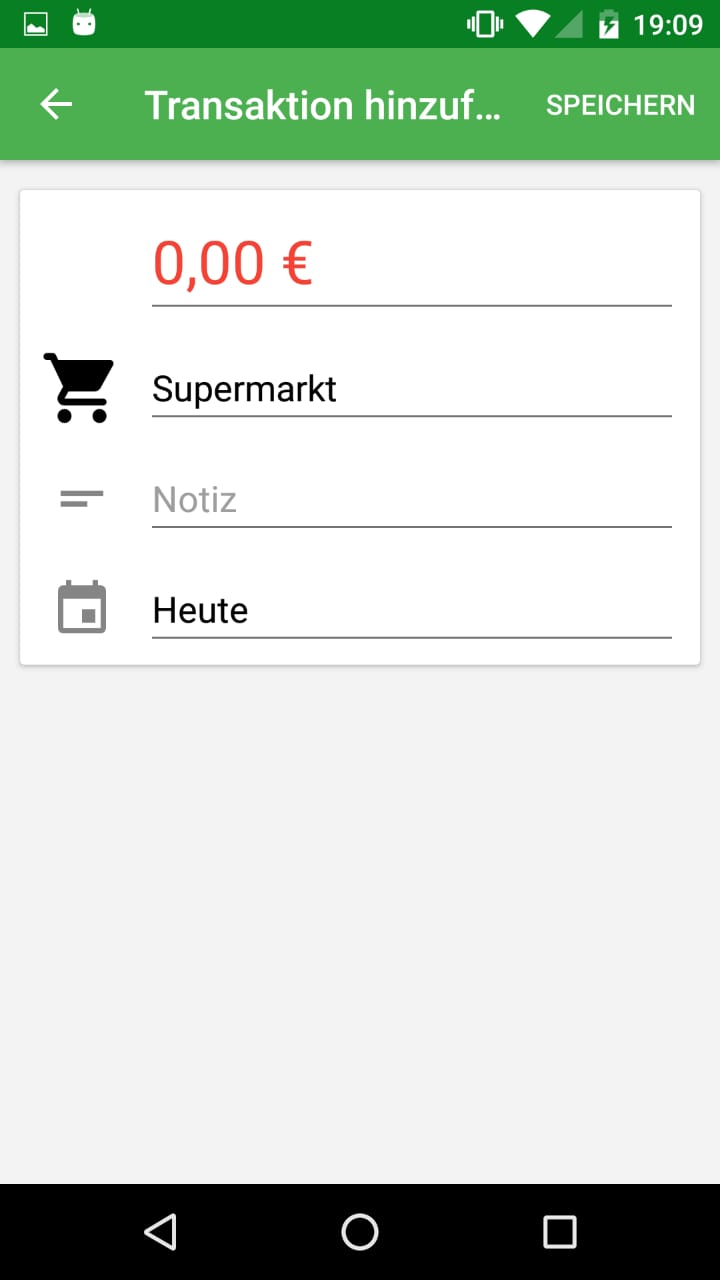 19:09
Transaktion hinzuf...
SPEICHERN
0,00 €
Supermarkt
Notiz
Heute